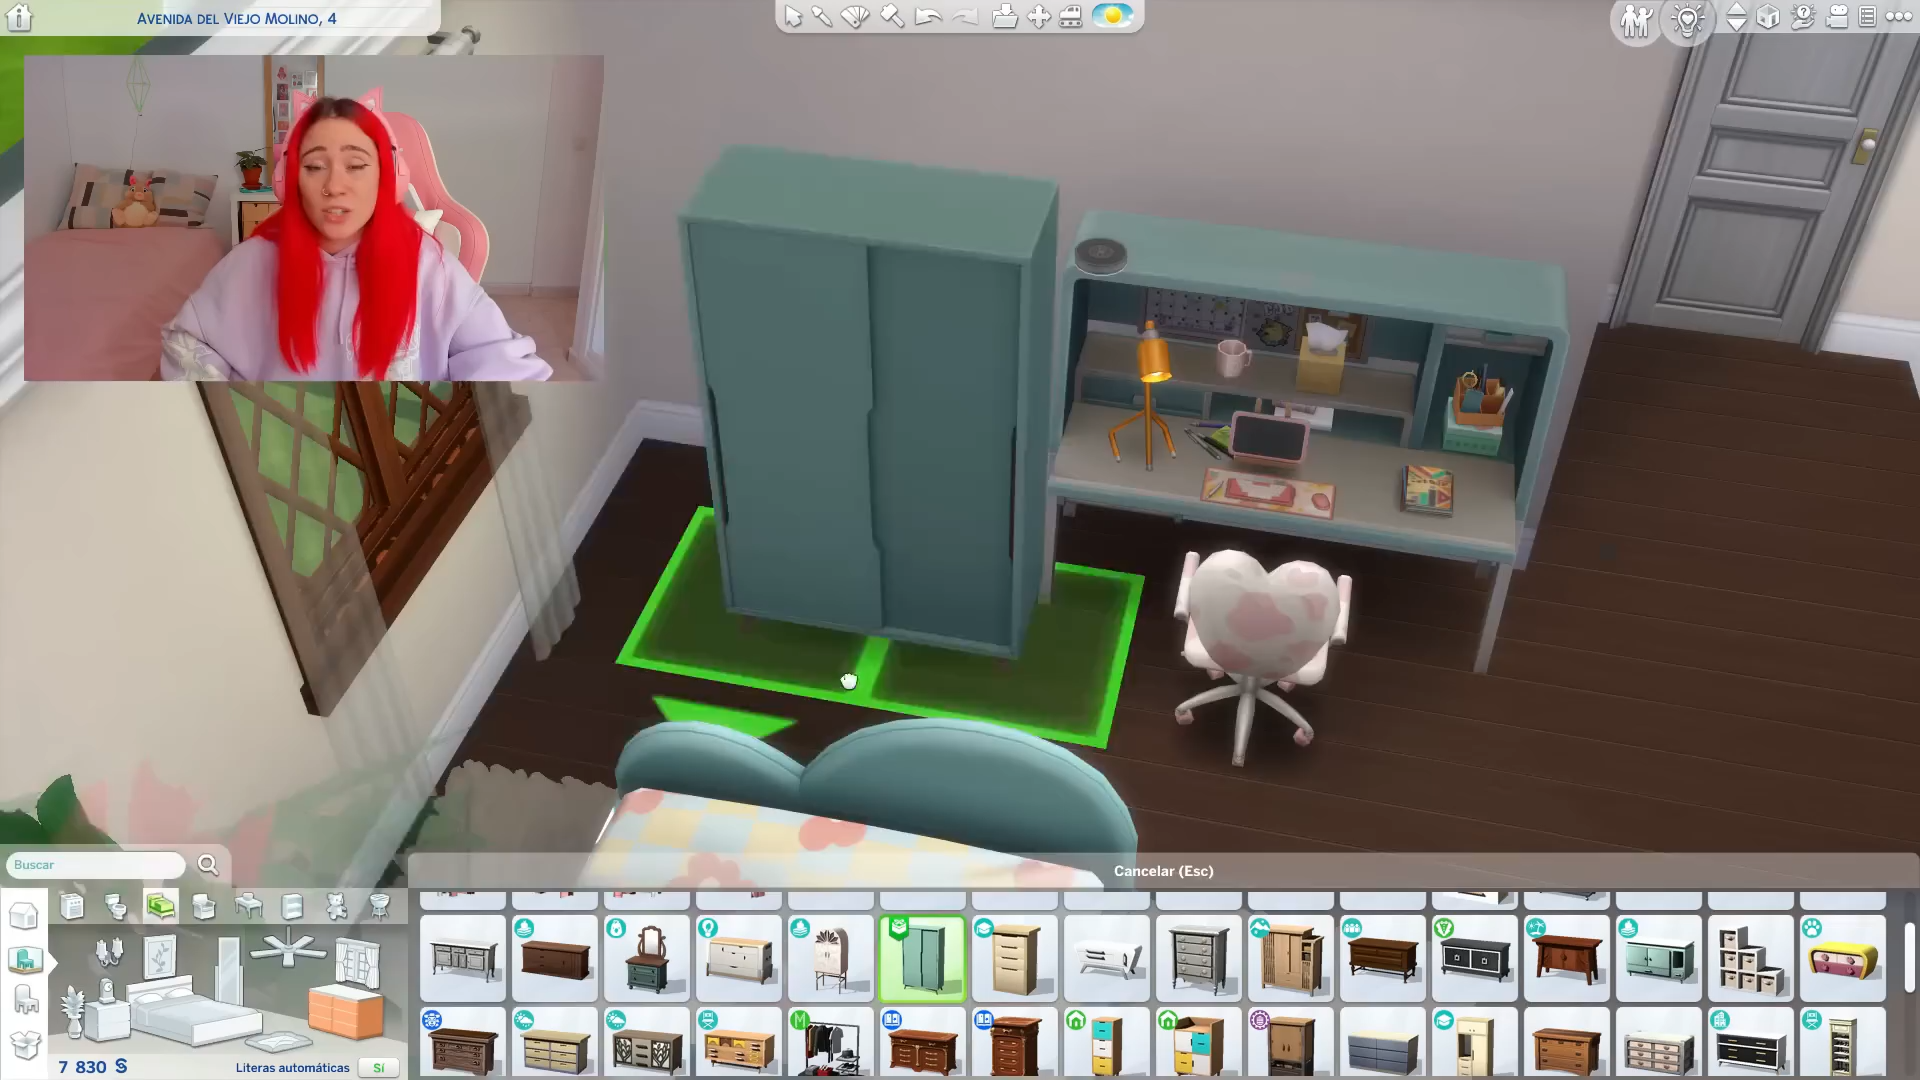 AVENIDA DEL VIEJO MOLINO, 4
Buscar
Cancelar (Esc)
7 830 §
Literas automáticas
Sí